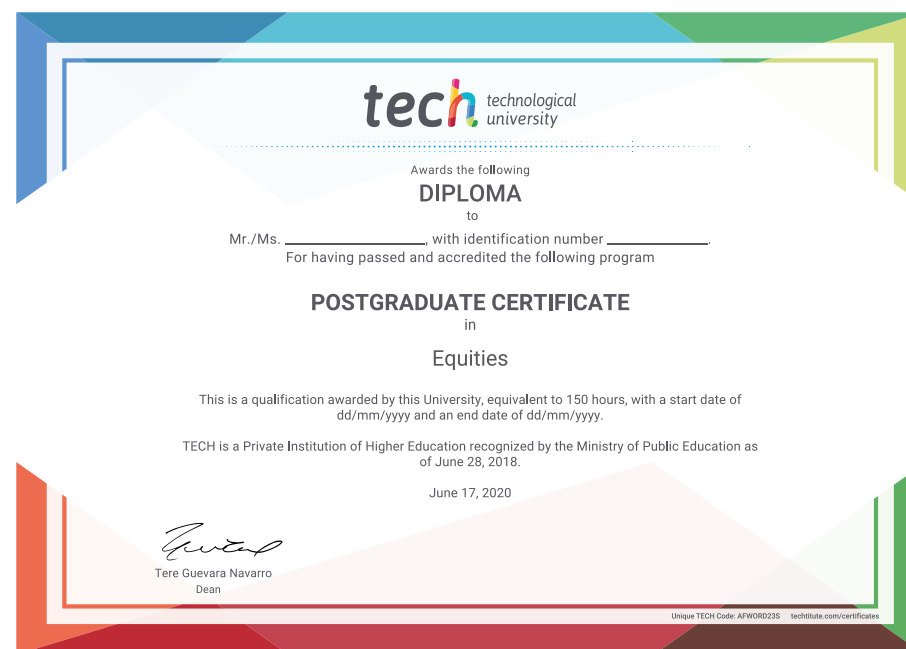 tech technological
university
Awards the following
DIPLOMA
to
Mr./Ms. ____________________, with identification number ______________.
For having passed and accredited the following program
POSTGRADUATE CERTIFICATE
in
Equities
This is a qualification awarded by this University, equivalent to 150 hours, with a start date of
dd/mm/yyyy and an end date of dd/mm/yyyy.
TECH is a Private Institution of Higher Education recognized by the Ministry of Public Education as
of June 28, 2018.
June 17, 2020
Tere Guevara Navarro
Dean
Unique TECH Code: AFWORD23S techtitute.com/certificates